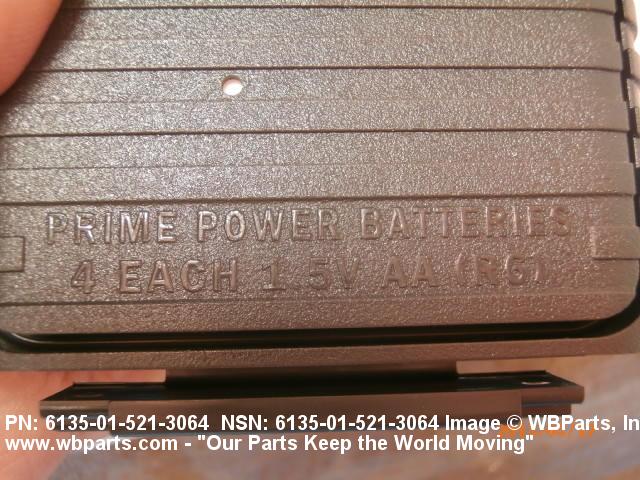 PRIME POWER BATTERIES
4 EACH 1.5V AA (R6)
PN: 6135-01-521-3064 NSN: 6135-01-521-3064 Image © WBParts, In
www.wbparts.com - "Our Parts Keep the World Moving"